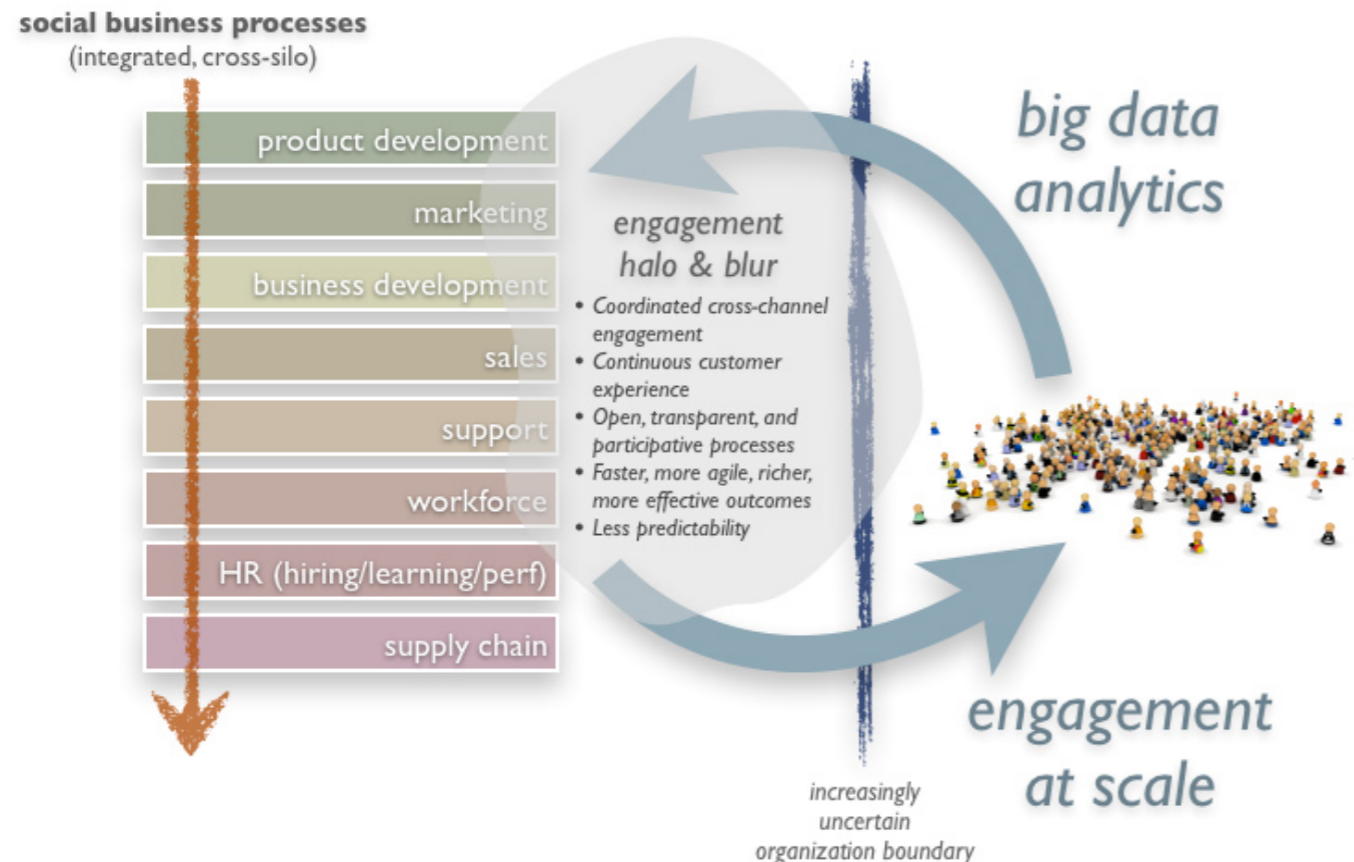 social business processes
(integrated, cross-silo)
product development
marketing
business development
sales
support
workforce
HR (hiring/learning/perf)
supply chain
engagement
halo & blur
• Coordinated cross-channel
engagement
• Continuous customer
experience
• Open, transparent, and
participative processes
• Faster, more agile, richer,
more effective outcomes
• Less predictability
big data
analytics
engagement
at scale
increasingly
uncertain
organization boundary